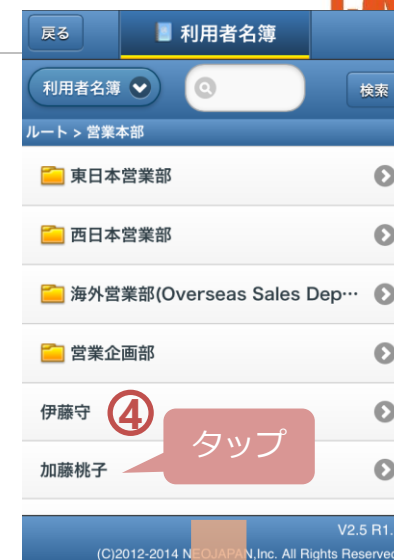 戻る
利用者名簿
利用者名簿
検索
ルート > 営業本部
東日本営業部
西日本営業部
海外営業部(Overseas Sales Dep…
営業企画部
伊藤守
④
タップ
加藤桃子
V2.5 R1.
(C)2012-2014 NEOJAPAN,Inc. All Rights Reserved